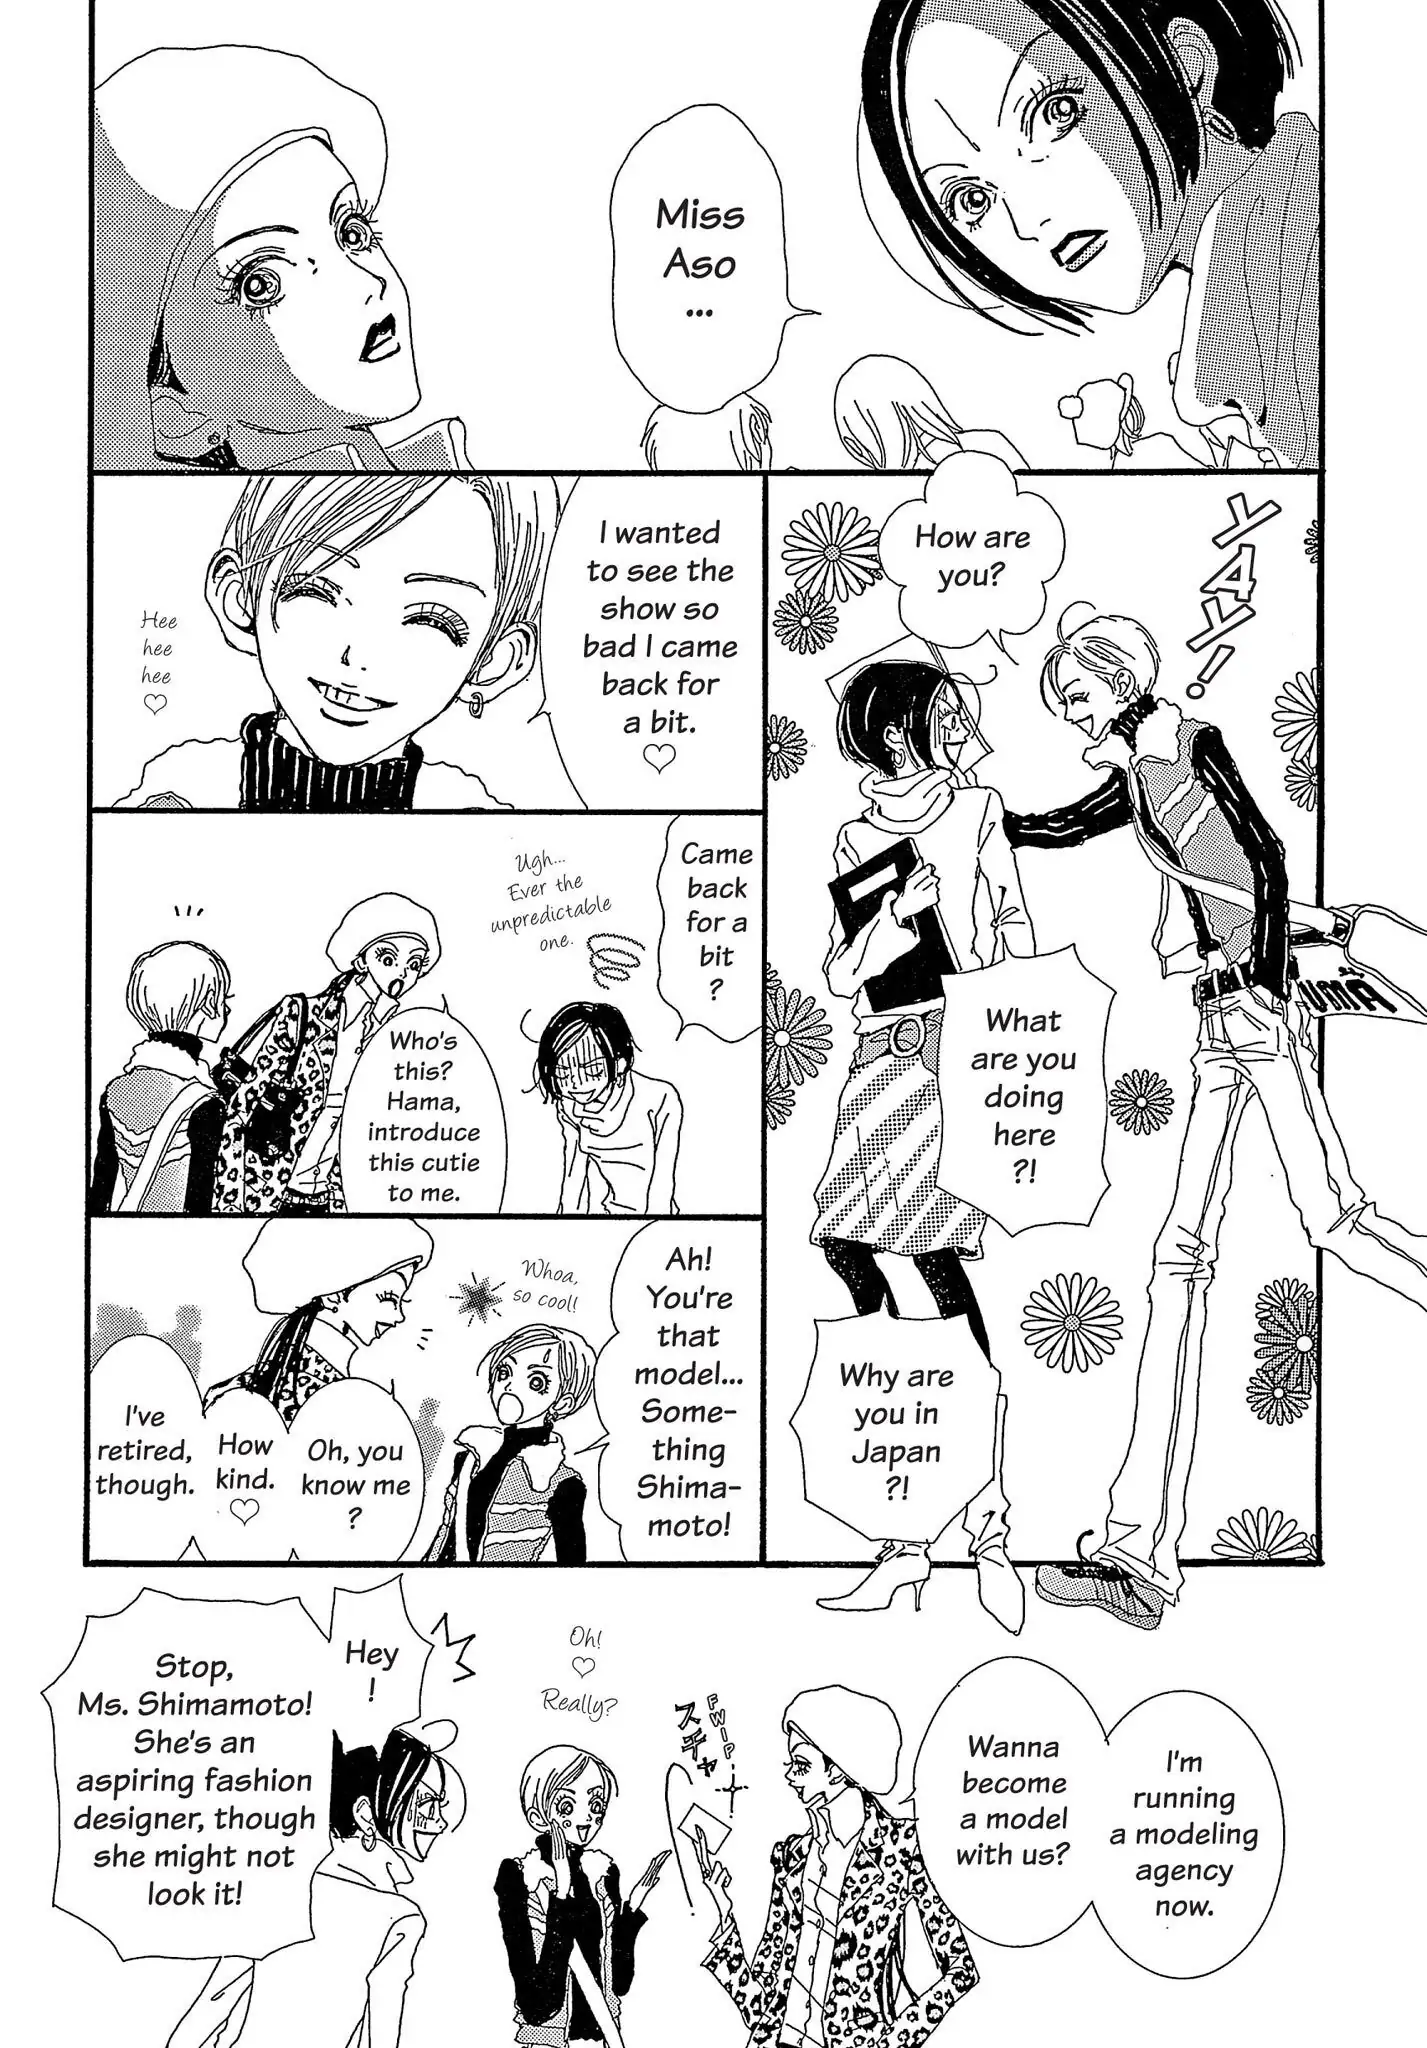 Miss
Aso
...
How are
you?
YAY!
What
are you
doing
here
?!
UMA
Why are
you in
Japan
?!
I wanted
to see the
show so
bad I came
back for
a bit.
♡
Hee
hee
hee
♡
Came
back
for a
bit
?
Ugh...
Ever the
unpredictable
one.
Who's
this?
Hama,
introduce
this cutie
to me.
Ah!
You're
that
model...
Some-
thing
Shima-
moto!
Whoa,
so cool!
Oh, you
know me
?
How
kind.
♡
I've
retired,
though.
I'm
running
a modeling
agency
now.
Wanna
become
a model
with us?
FWIP
スチャ
Oh!
♡
Really?
Hey
!
Stop,
Ms. Shimamoto!
She's an
aspiring fashion
designer, though
she might not
look it!